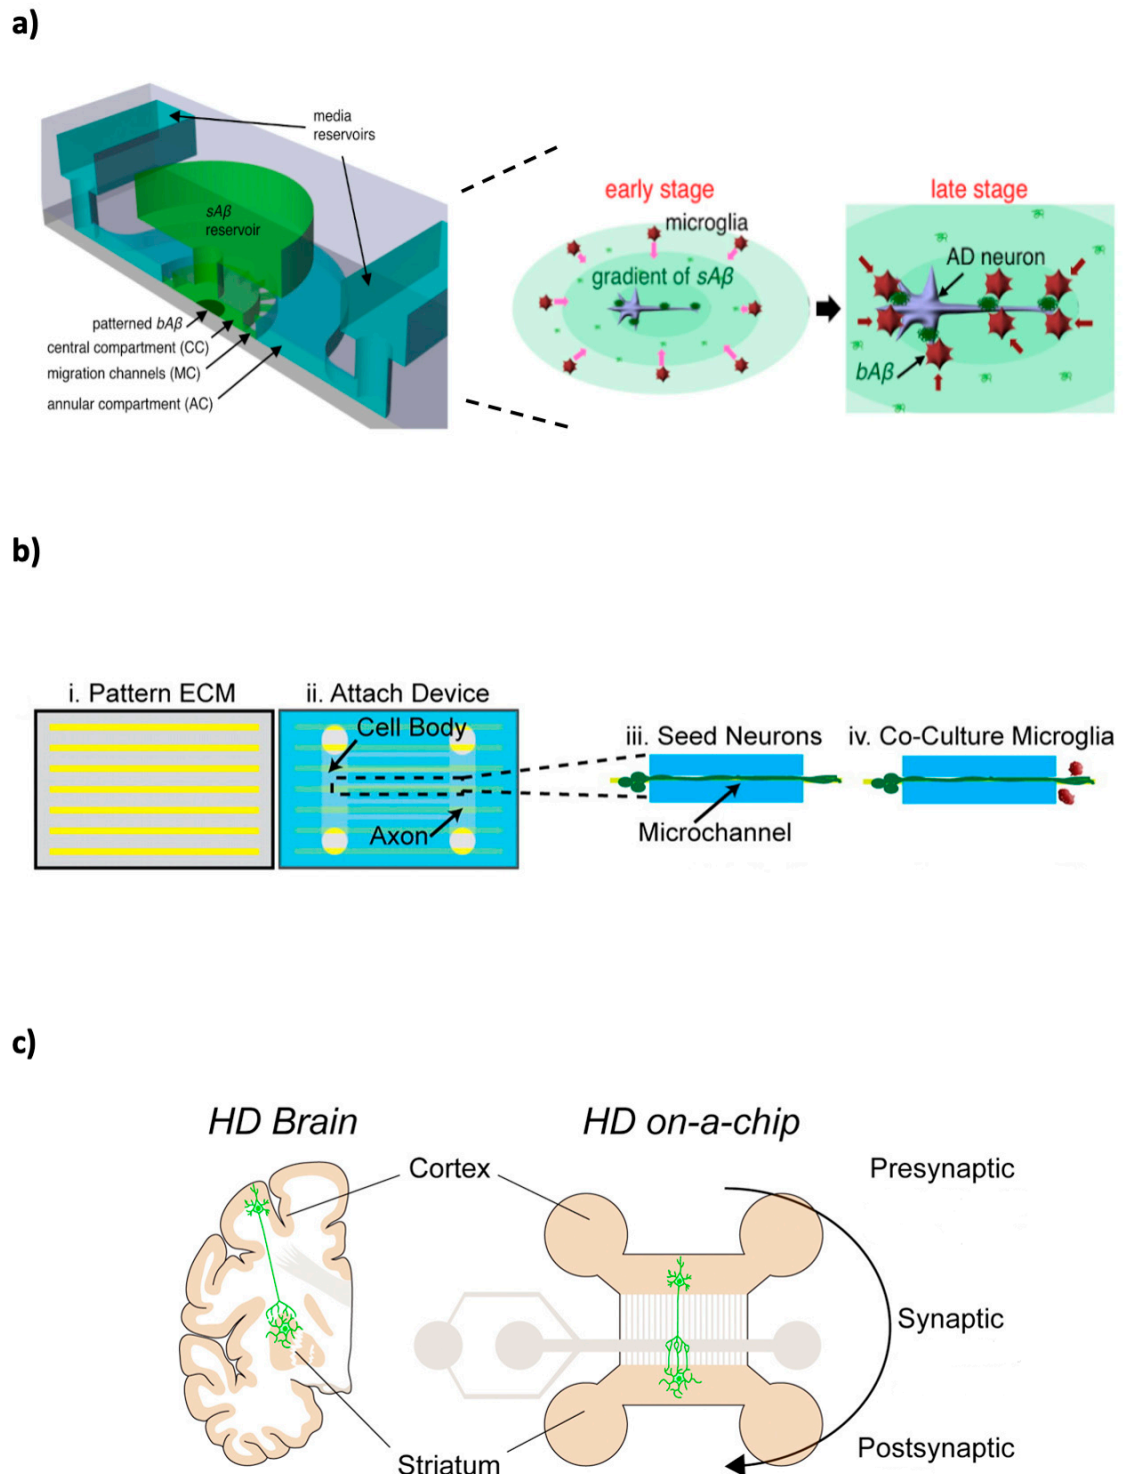 a)
media
reservoirs
sAβ
reservoir
patterned bAβ
central compartment (CC)
migration channels (MC)
annular compartment (AC)
early stage
microglia
gradient of sAβ
late stage
AD neuron
bAβ
b)
i. Pattern ECM
ii. Attach Device
Cell Body
Axon
iii. Seed Neurons
Microchannel
iv. Co-Culture Microglia
c)
HD Brain
HD on-a-chip
Cortex
Presynaptic
Synaptic
Postsynaptic
Striatum